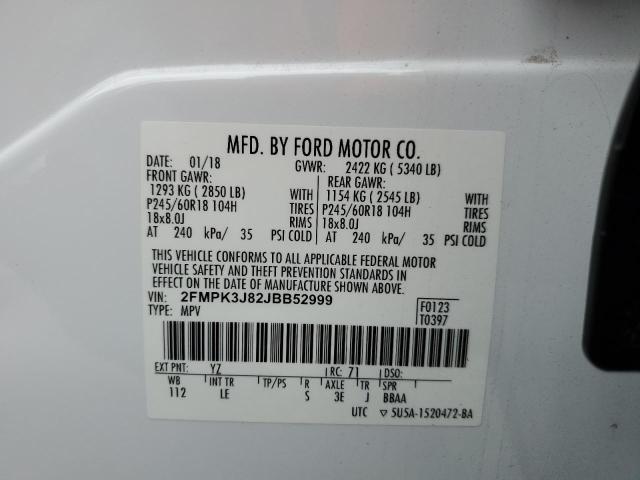 MFD. BY FORD MOTOR CO.
DATE: 01/18 GVWR: 2422 KG ( 5340 LB)
FRONT GAWR: REAR GAWR:
1293 KG ( 2850 LB) WITH 1154 KG ( 2545 LB) WITH
P245/60R18 104H TIRES P245/60R18 104H TIRES
18x8.0J RIMS 18x8.0J RIMS
AT 240 kPa/ 35 PSI COLD AT 240 kPa/ 35 PSI COLD
THIS VEHICLE CONFORMS TO ALL APPLICABLE FEDERAL MOTOR
VEHICLE SAFETY AND THEFT PREVENTION STANDARDS IN
EFFECT ON THE DATE OF MANUFACTURE SHOWN ABOVE.
VIN: 2FMPK3J82JBB52999 F0123
TYPE: MPV T0397
EXT PNT: YZ RC: 71 DSO:
WB INT TR TP/PS R AXLE TR SPR
112 LE S 3E J BBAA
UTC ▽ 5U5A-1520472-BA